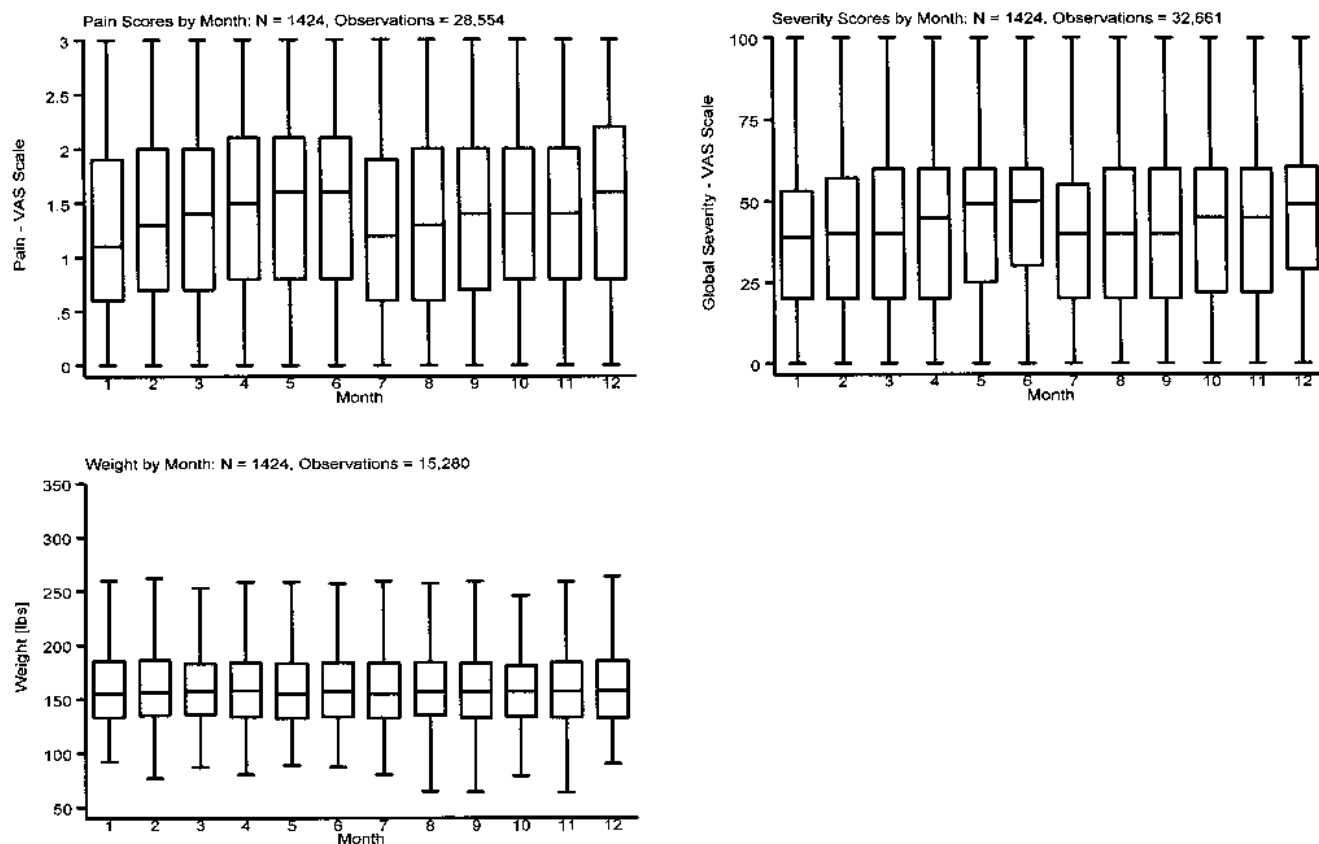 Pain Scores by Month: N = 1424, Observations = 28,554
Pain - VAS Scale
3
2.5
2
1.5
1
.5
0
1 2 3 4 5 6 7 8 9 10 11 12
Month
Severity Scores by Month: N = 1424, Observations = 32,661
Global Severity - VAS Scale
100
75
50
25
0
1 2 3 4 5 6 7 8 9 10 11 12
Month
Weight by Month: N = 1424, Observations = 15,280
Weight [lbs]
350
300
250
200
150
100
50
1 2 3 4 5 6 7 8 9 10 11 12
Month